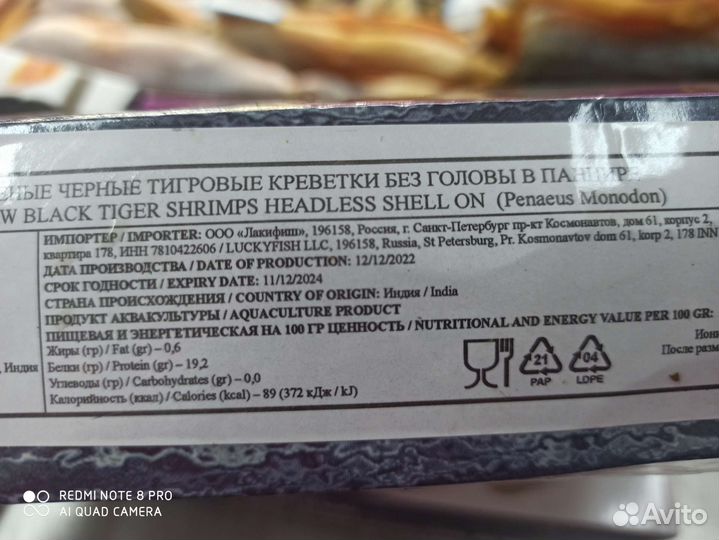 ЧЕРНЫЕ ТИГРОВЫЕ КРЕВЕТКИ БЕЗ ГОЛОВЫ В ПАНЦИРЕ
W BLACK TIGER SHRIMPS HEADLESS SHELL ON (Penaeus Monodon)
ИМПОРТЕР / IMPORTER: ООО «Лакифиш», 196158, Россия, г. Санкт-Петербург пр-кт Космонавтов, дом 61, корпус 2,
квартира 178, ИНН 7810422606 / LUCKYFISH LLC, 196158, Russia, St Petersburg, Pr. Kosmonavtov dom 61, korp 2, 178 INN
ДАТА ПРОИЗВОДСТВА / DATE OF PRODUCTION: 12/12/2022
СРОК ГОДНОСТИ / EXPIRY DATE: 11/12/2024
СТРАНА ПРОИСХОЖДЕНИЯ / COUNTRY OF ORIGIN: Индия / India
ПРОДУКТ АКВАКУЛЬТУРЫ / AQUACULTURE PRODUCT
ПИЩЕВАЯ И ЭНЕРГЕТИЧЕСКАЯ НА 100 ГР ЦЕННОСТЬ / NUTRITIONAL AND ENERGY VALUE PER 100 GR:
Жиры (гр) / Fat (gr) - 0,6
, Индия Белки (гр) / Protein (gr) - 19,2
Углеводы (гр) / Carbohydrates (gr) - 0,0
Калорийность (ккал) / Calories (kcal) – 89 (372 кДж / kJ)
21
PAP
04
LDPE
После разм
REDMI NOTE 8 PRO
AI QUAD CAMERA
Avito